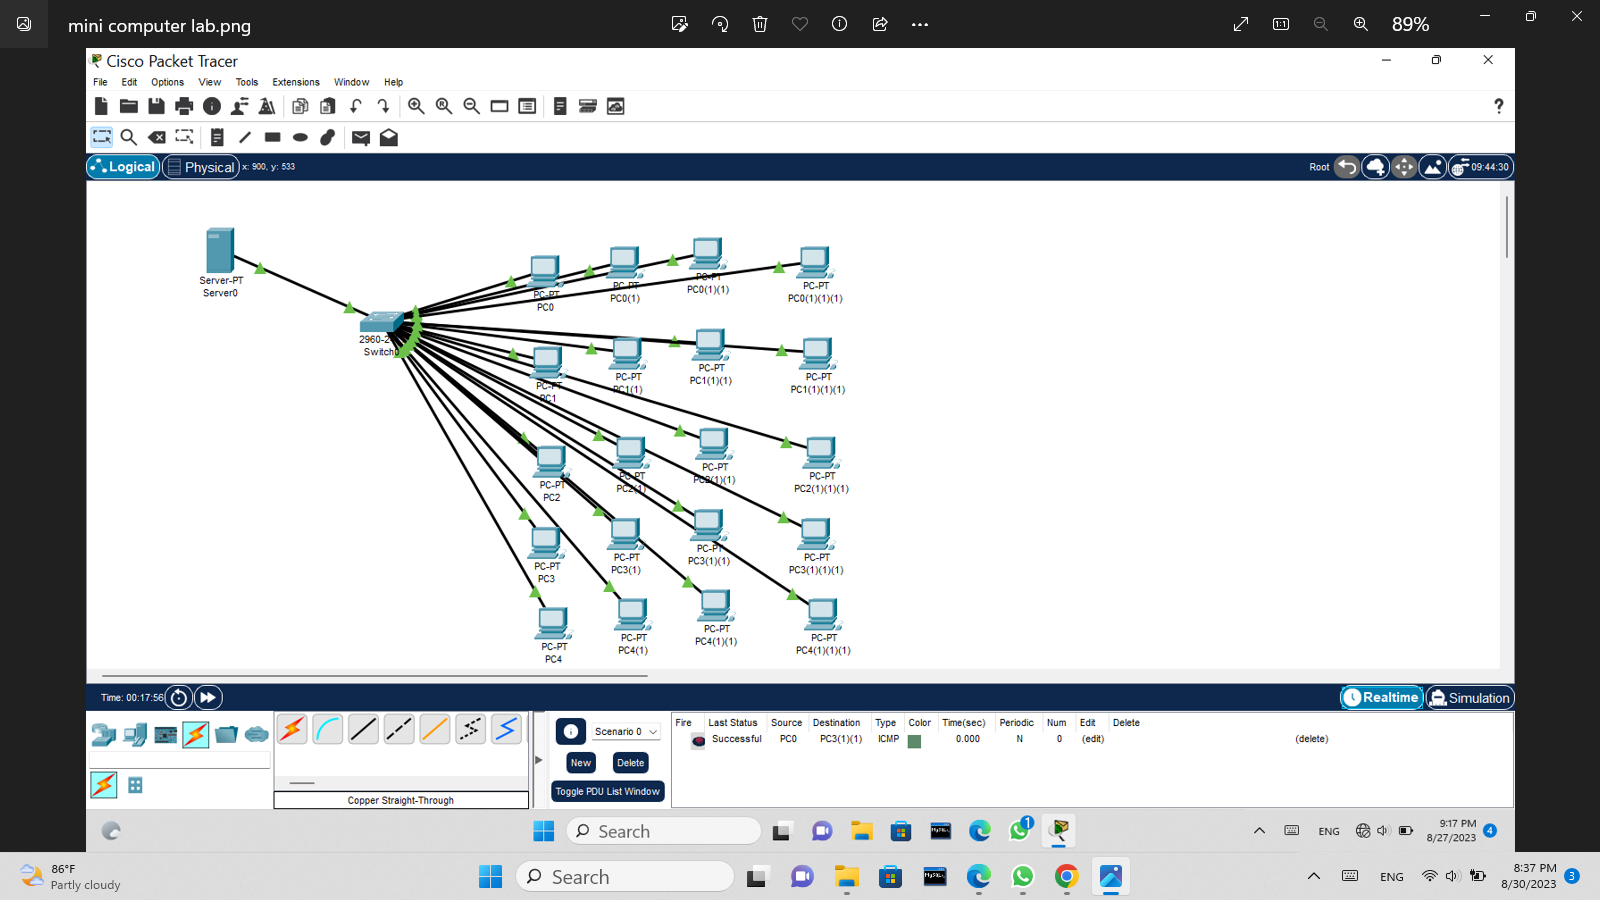 mini computer lab.png
89%
Cisco Packet Tracer
File Edit Options View Tools Extensions Window Help
Logical Physical x: 900, y: 533
Root 09:44:30
Server-PT
Server0
2960-2
Switch0
PC-PT
PC0
PC-PT
PC0(1)
PC-PT
PC0(1)(1)
PC-PT
PC0(1)(1)(1)
PC-PT
PC1
PC-PT
PC1(1)
PC-PT
PC1(1)(1)
PC-PT
PC1(1)(1)(1)
PC-PT
PC2
PC-PT
PC2(1)
PC-PT
PC2(1)(1)
PC-PT
PC2(1)(1)(1)
PC-PT
PC3
PC-PT
PC3(1)
PC-PT
PC3(1)(1)
PC-PT
PC3(1)(1)(1)
PC-PT
PC4
PC-PT
PC4(1)
PC-PT
PC4(1)(1)
PC-PT
PC4(1)(1)(1)
Time: 00:17:56
Realtime Simulation
Copper Straight-Through
Scenario 0
New Delete
Toggle PDU List Window
Fire Last Status Source Destination Type Color Time(sec) Periodic Num Edit Delete
Successful PC0 PC3(1)(1) ICMP 0.000 N 0 (edit) (delete)
Search
MySQL
1
ENG
9:17 PM
8/27/2023
4
86°F
Partly cloudy
Search
MySQL
ENG
8:37 PM
8/30/2023
3